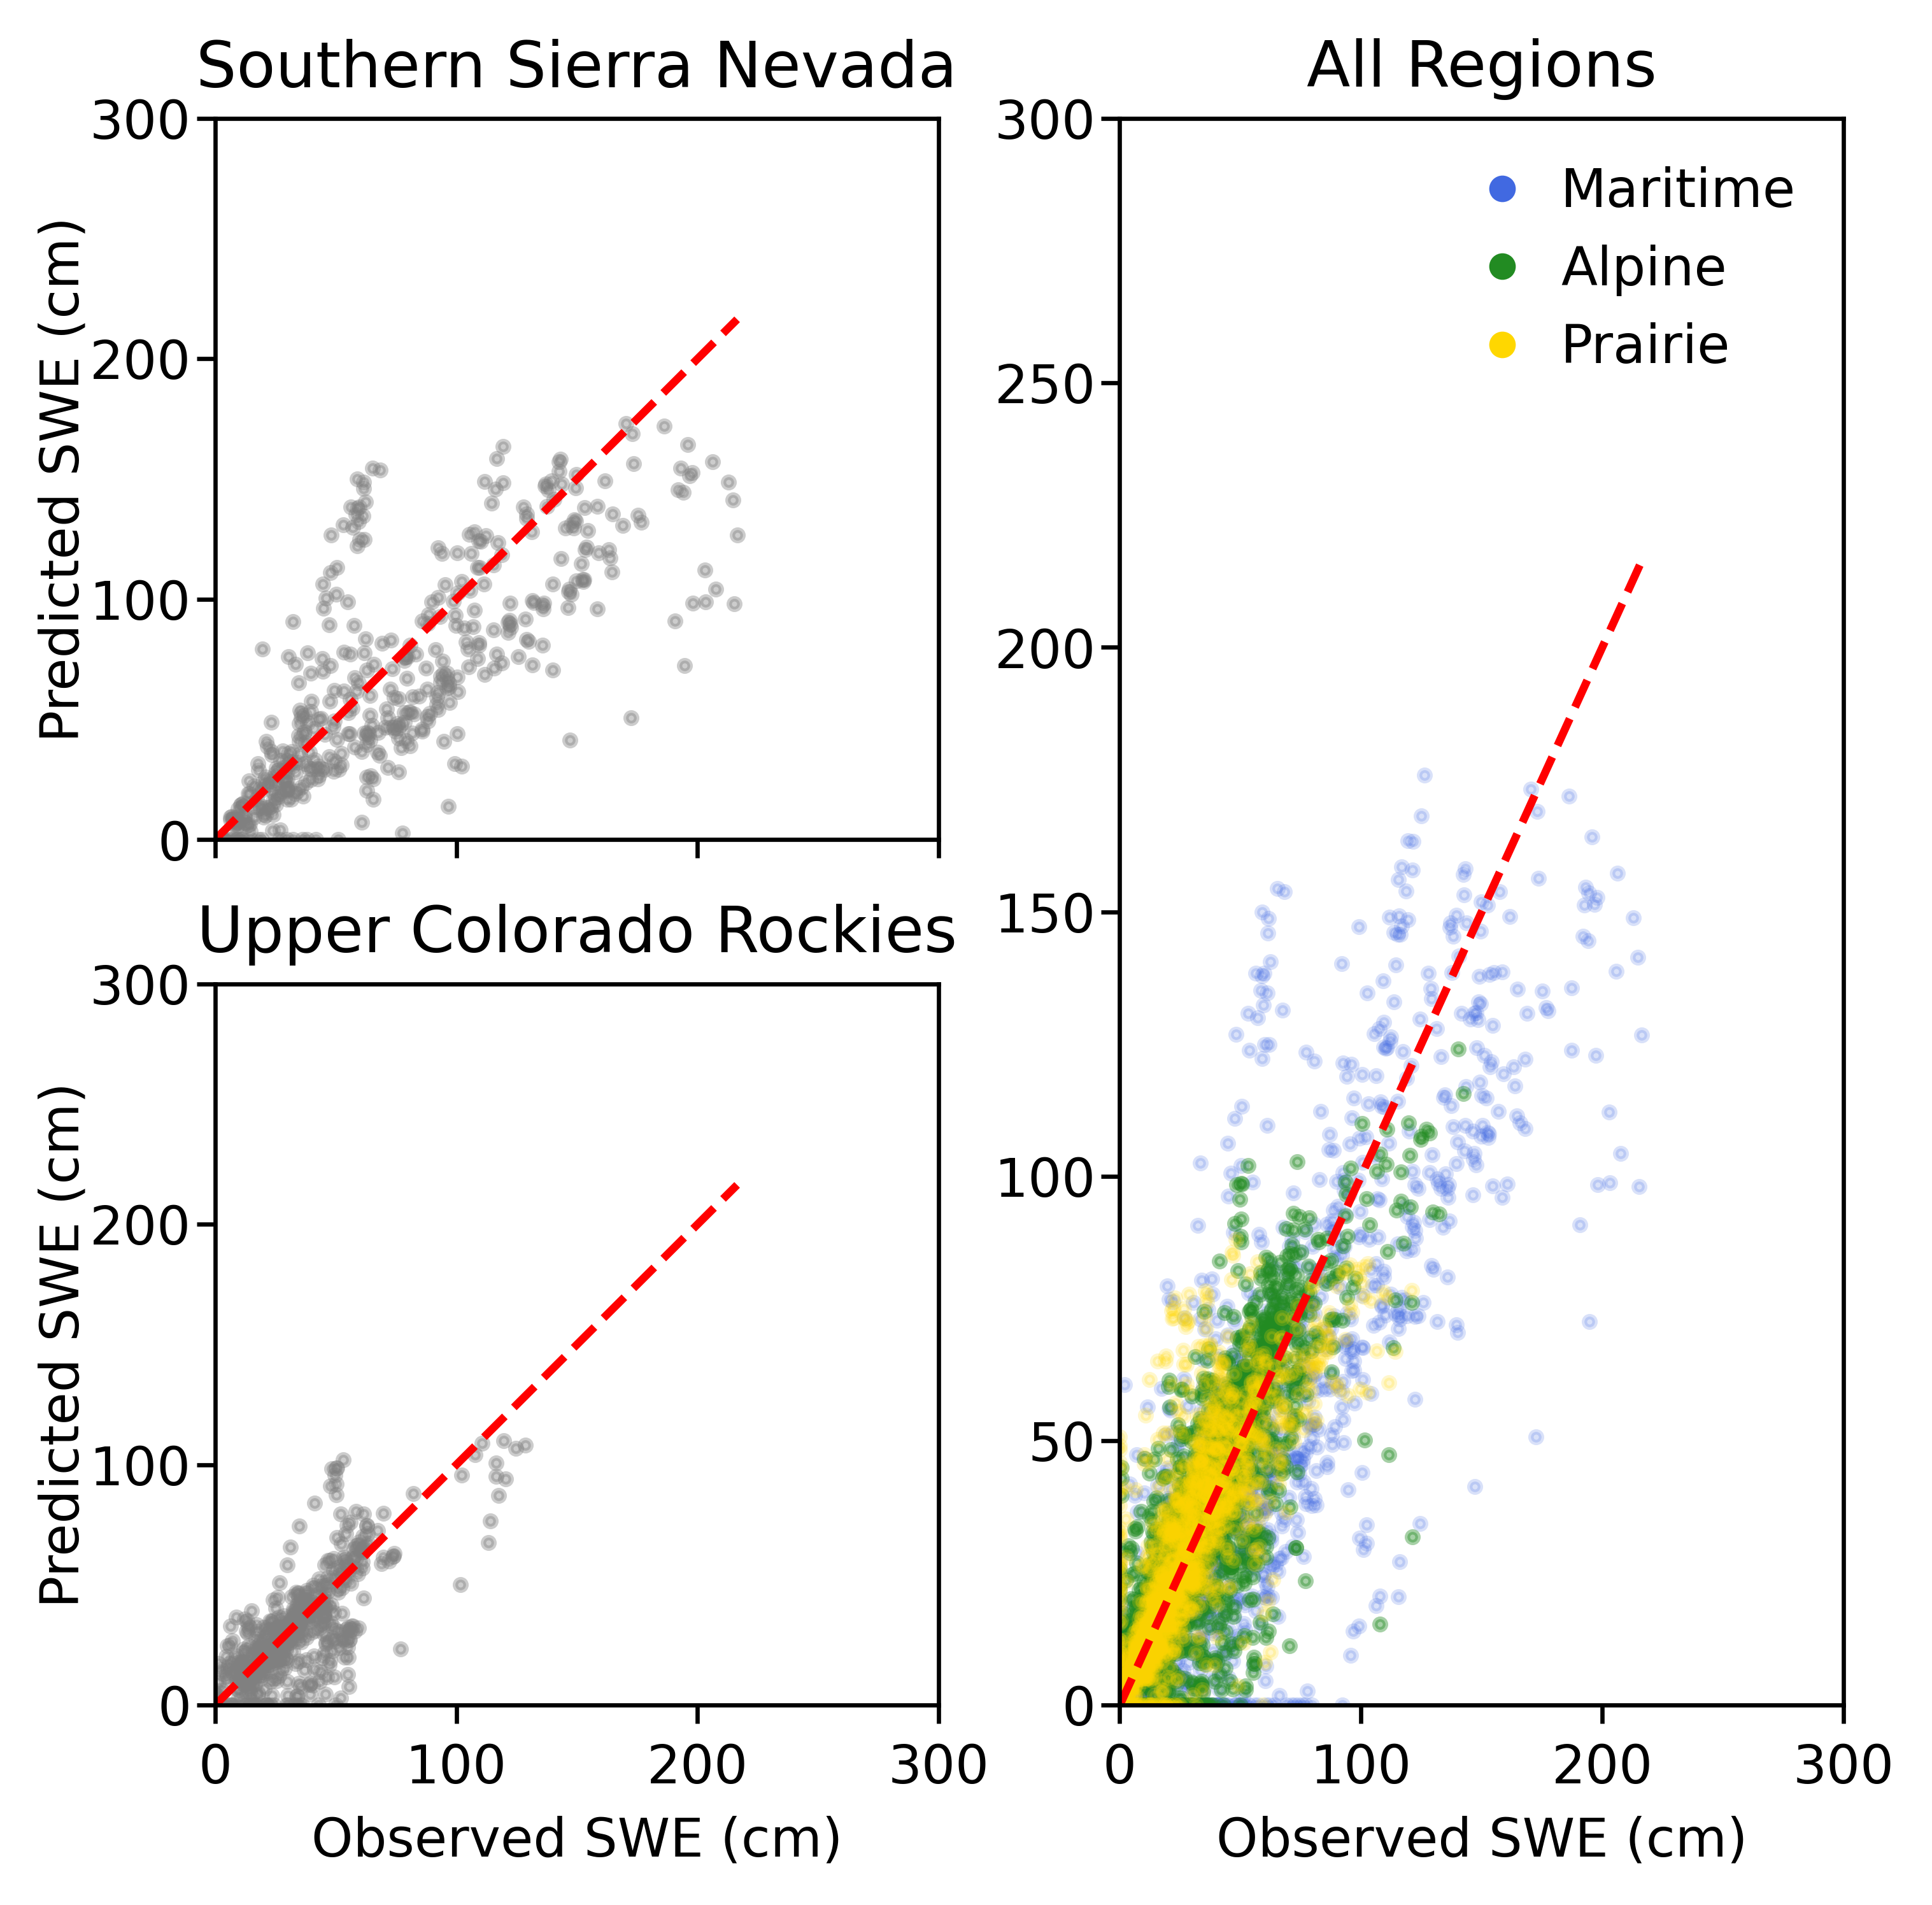 Southern Sierra Nevada
300
200
100
0
Predicted SWE (cm)
Upper Colorado Rockies
300
200
100
0
Predicted SWE (cm)
0 100 200 300
Observed SWE (cm)
All Regions
Maritime
Alpine
Prairie
300
250
200
150
100
50
0
0 100 200 300
Observed SWE (cm)